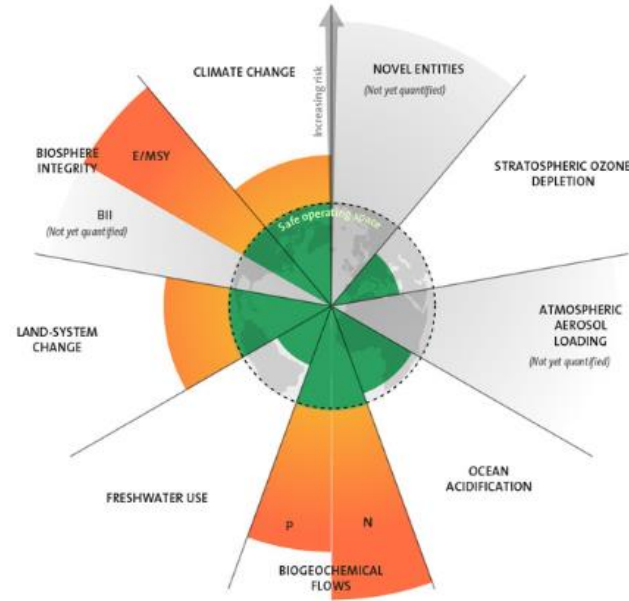 CLIMATE CHANGE
Increasing risk
NOVEL ENTITIES
(Not yet quantified)
STRATOSPHERIC OZONE
DEPLETION
ATMOSPHERIC
AEROSOL
LOADING
(Not yet quantified)
OCEAN
ACIDIFICATION
BIOGEOCHEMICAL
FLOWS
N
P
FRESHWATER USE
LAND-SYSTEM
CHANGE
BIOSPHERE
INTEGRITY
E/MSY
BII
(Not yet quantified)
Safe operating space